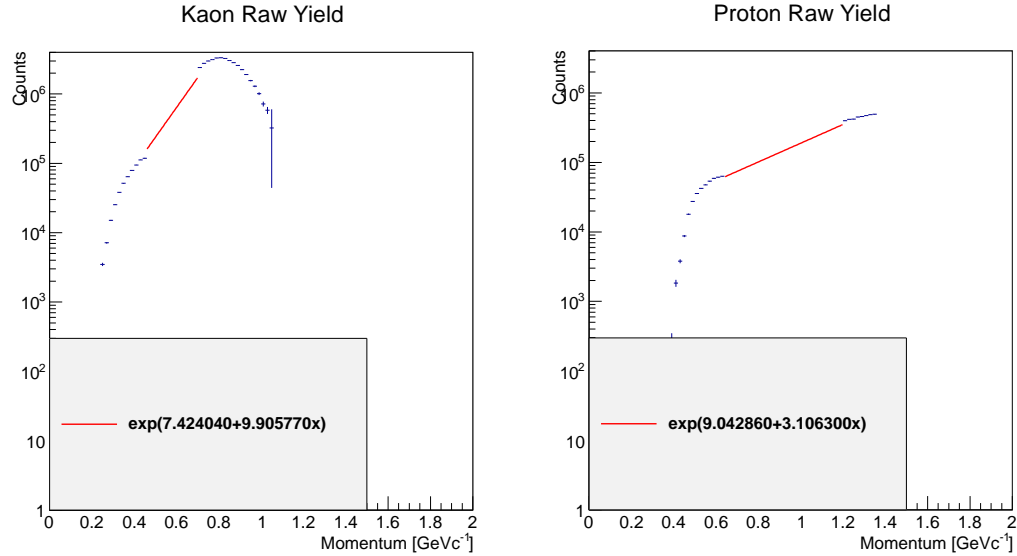 Kaon Raw Yield
Counts
10^6
10^5
10^4
10^3
10^2
10
1
exp(7.424040+9.905770x)
0 0.2 0.4 0.6 0.8 1 1.2 1.4 1.6 1.8 2
Momentum [GeVc^-1]
Proton Raw Yield
Counts
10^6
10^5
10^4
10^3
10^2
10
1
exp(9.042860+3.106300x)
0 0.2 0.4 0.6 0.8 1 1.2 1.4 1.6 1.8 2
Momentum [GeVc^-1]